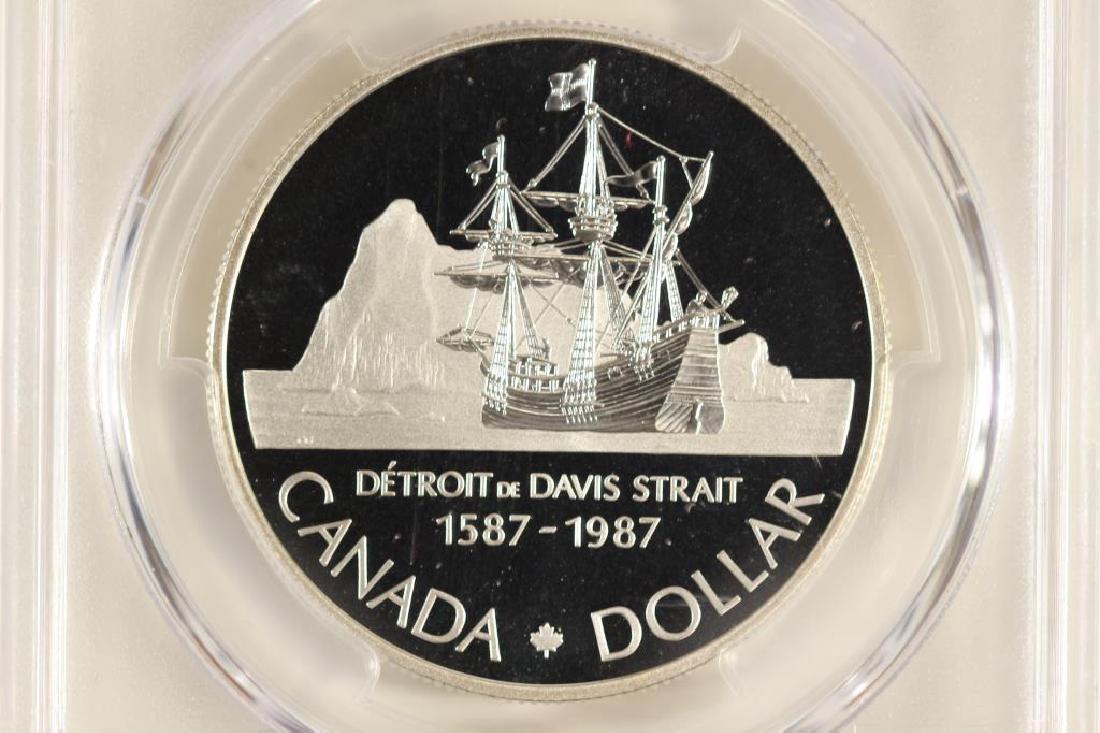 DÉTROIT DE DAVIS STRAIT
1587-1987
CANADA DOLLAR